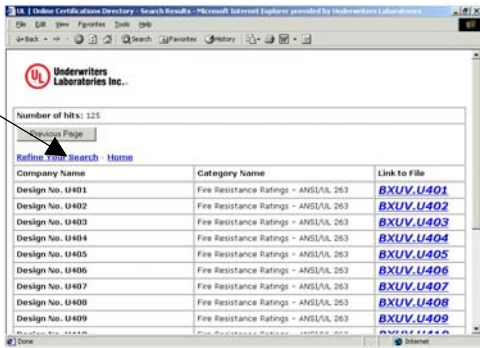 UL | Online Certifications Directory - Search Results - Microsoft Internet Explorer provided by Underwriters Laboratories
File Edit View Favorites Tools Help
Back Search Favorites History
UL Underwriters
Laboratories Inc.
Number of hits: 125
Previous Page
Refine Your Search - Home
Company Name Category Name Link to File
Design No. U401 Fire Resistance Ratings - ANSI/UL 263 BXUV.U401
Design No. U402 Fire Resistance Ratings - ANSI/UL 263 BXUV.U402
Design No. U403 Fire Resistance Ratings - ANSI/UL 263 BXUV.U403
Design No. U404 Fire Resistance Ratings - ANSI/UL 263 BXUV.U404
Design No. U405 Fire Resistance Ratings - ANSI/UL 263 BXUV.U405
Design No. U406 Fire Resistance Ratings - ANSI/UL 263 BXUV.U406
Design No. U407 Fire Resistance Ratings - ANSI/UL 263 BXUV.U407
Design No. U408 Fire Resistance Ratings - ANSI/UL 263 BXUV.U408
Design No. U409 Fire Resistance Ratings - ANSI/UL 263 BXUV.U409
Done Internet